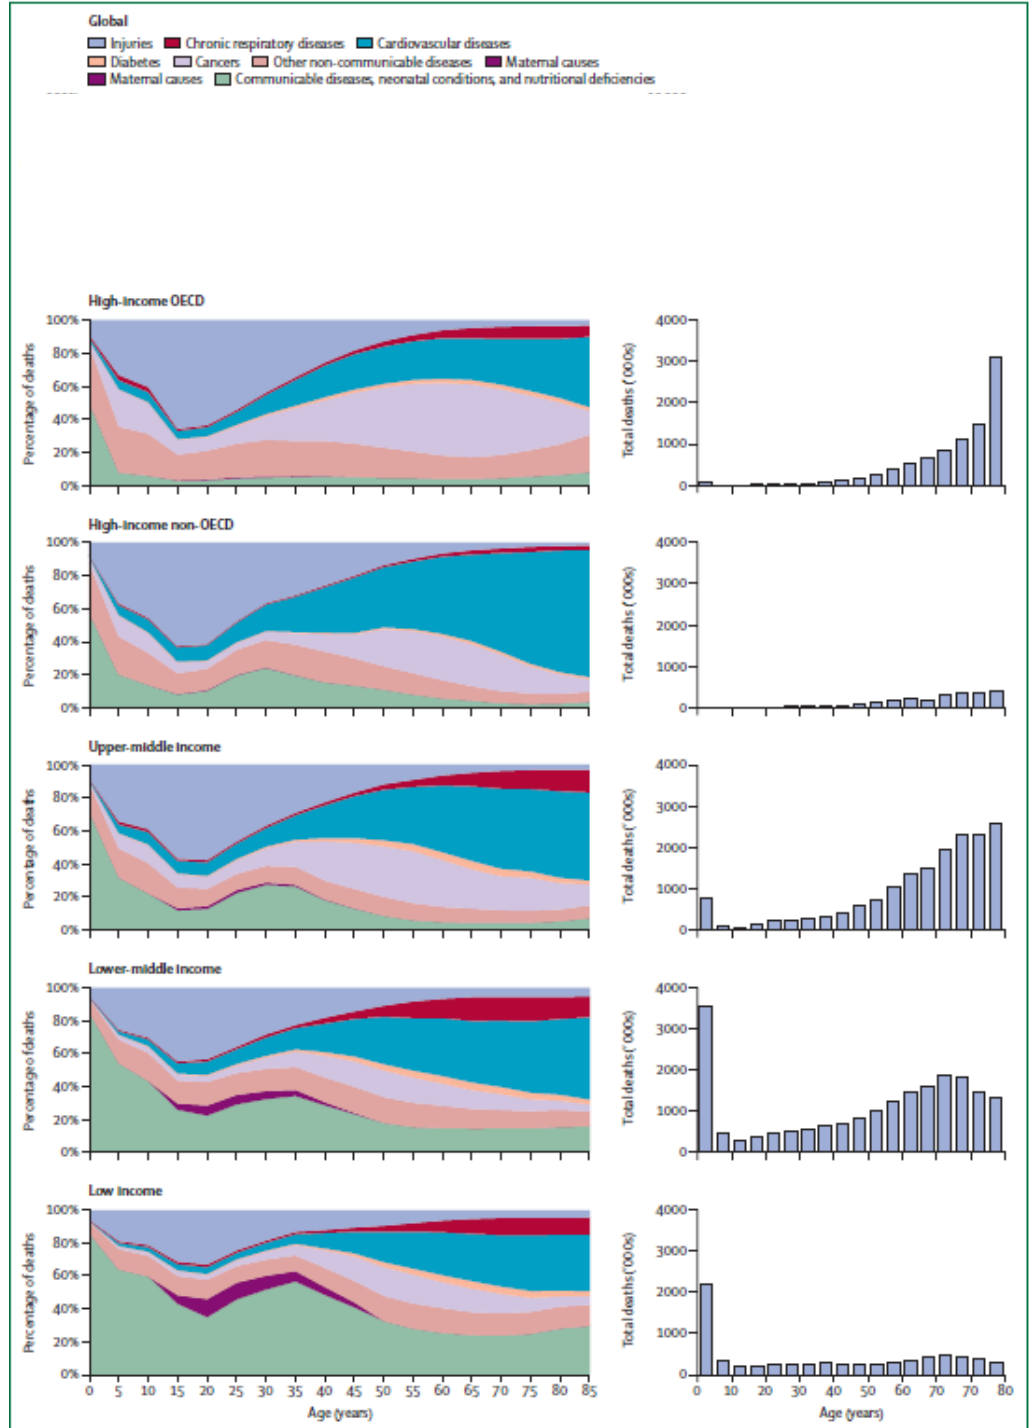 Global
Injuries Chronic respiratory diseases Cardiovascular diseases
Diabetes Cancers Other non-communicable diseases Maternal causes
Maternal causes Communicable diseases, neonatal conditions, and nutritional deficiencies
High-income OECD
Percentage of deaths
100%
80%
60%
40%
20%
0%
Total deaths ('000s)
4000
3000
2000
1000
0
High-income non-OECD
Percentage of deaths
100%
80%
60%
40%
20%
0%
Total deaths ('000s)
4000
3000
2000
1000
0
Upper-middle income
Percentage of deaths
100%
80%
60%
40%
20%
0%
Total deaths ('000s)
4000
3000
2000
1000
0
Lower-middle income
Percentage of deaths
100%
80%
60%
40%
20%
0%
Total deaths ('000s)
4000
3000
2000
1000
0
Low income
Percentage of deaths
100%
80%
60%
40%
20%
0%
0 5 10 15 20 25 30 35 40 45 50 55 60 65 70 75 80 85
Age (years)
Total deaths ('000s)
4000
3000
2000
1000
0
0 10 20 30 40 50 60 70 70 80
Age (years)